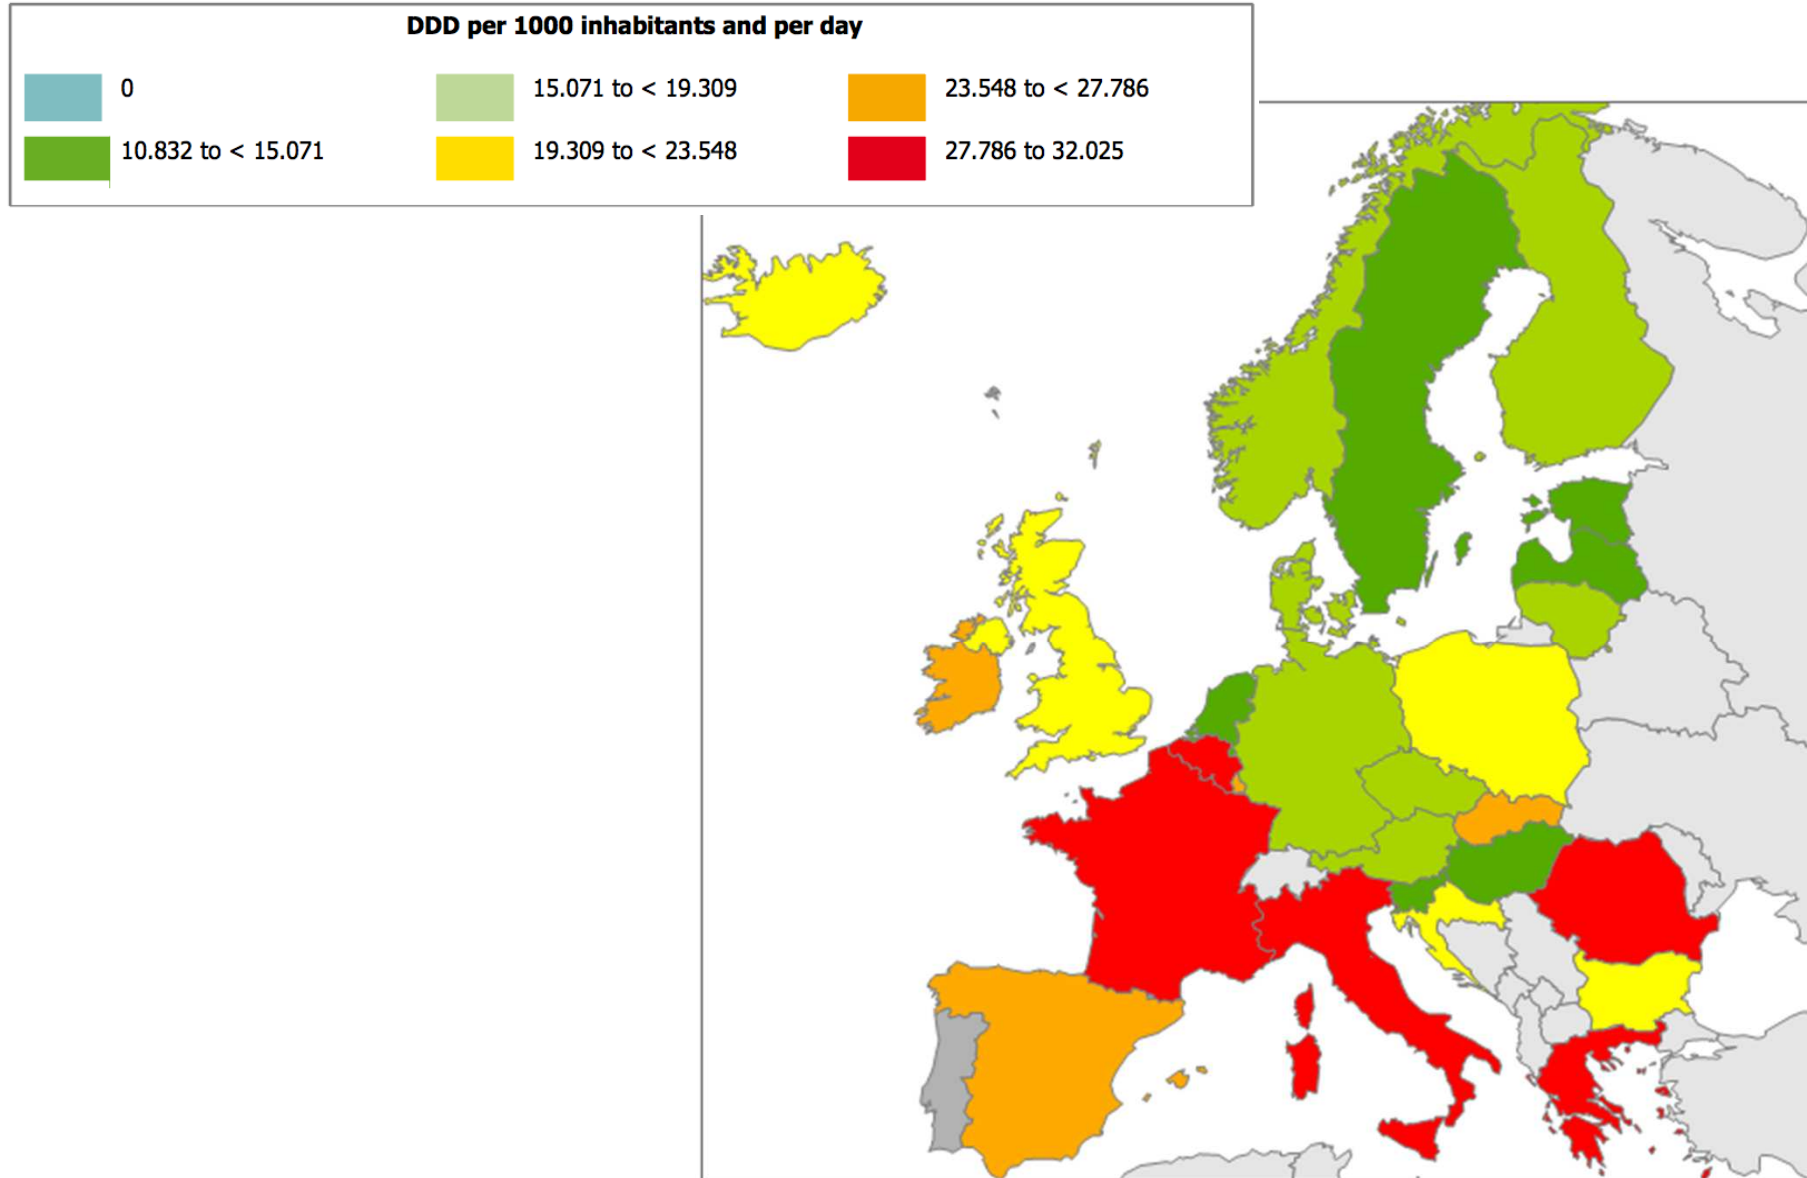 DDD per 1000 inhabitants and per day
0
15.071 to < 19.309
23.548 to < 27.786
10.832 to < 15.071
19.309 to < 23.548
27.786 to 32.025